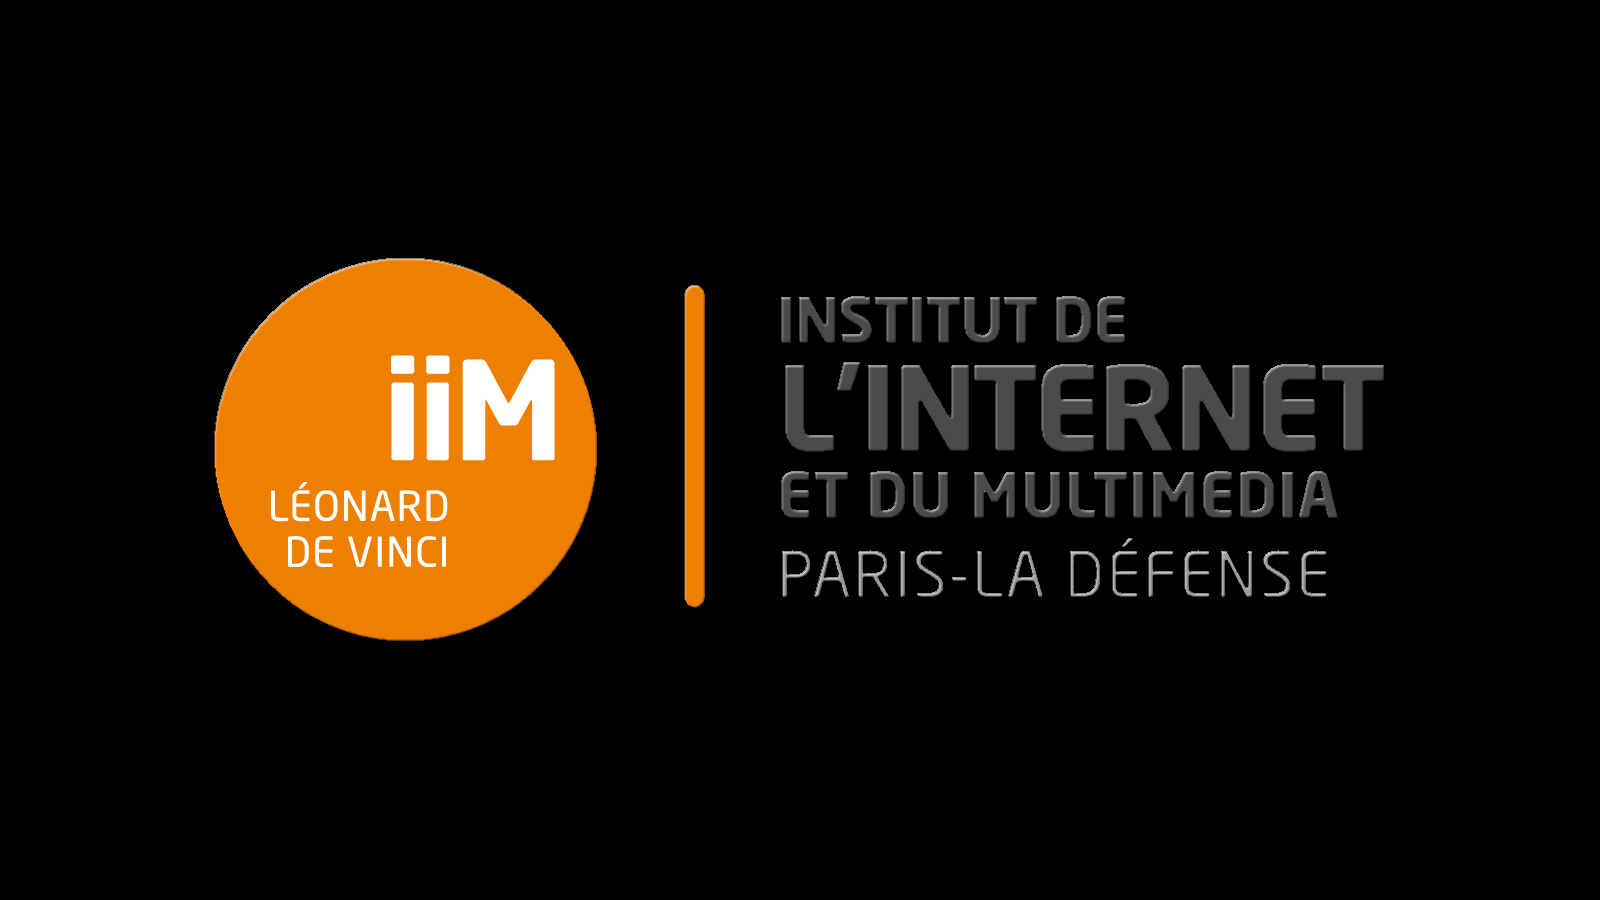 iiM
LÉONARD
DE VINCI
INSTITUT DE
L'INTERNET
ET DU MULTIMEDIA
PARIS-LA DÉFENSE